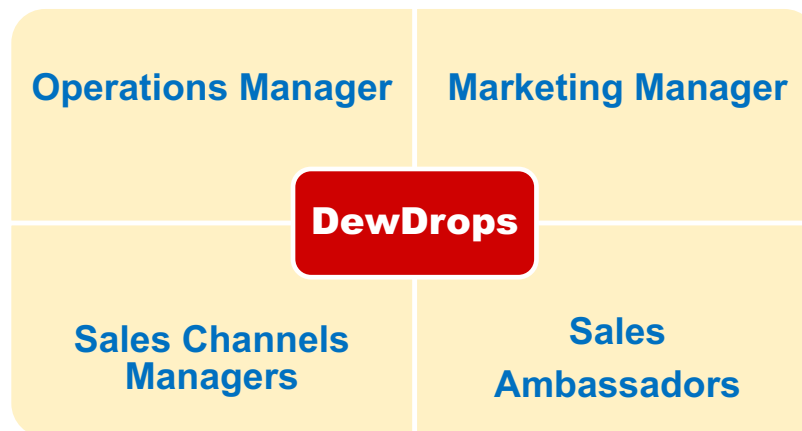 Operations Manager
Marketing Manager
DewDrops
Sales Channels
Managers
Sales
Ambassadors